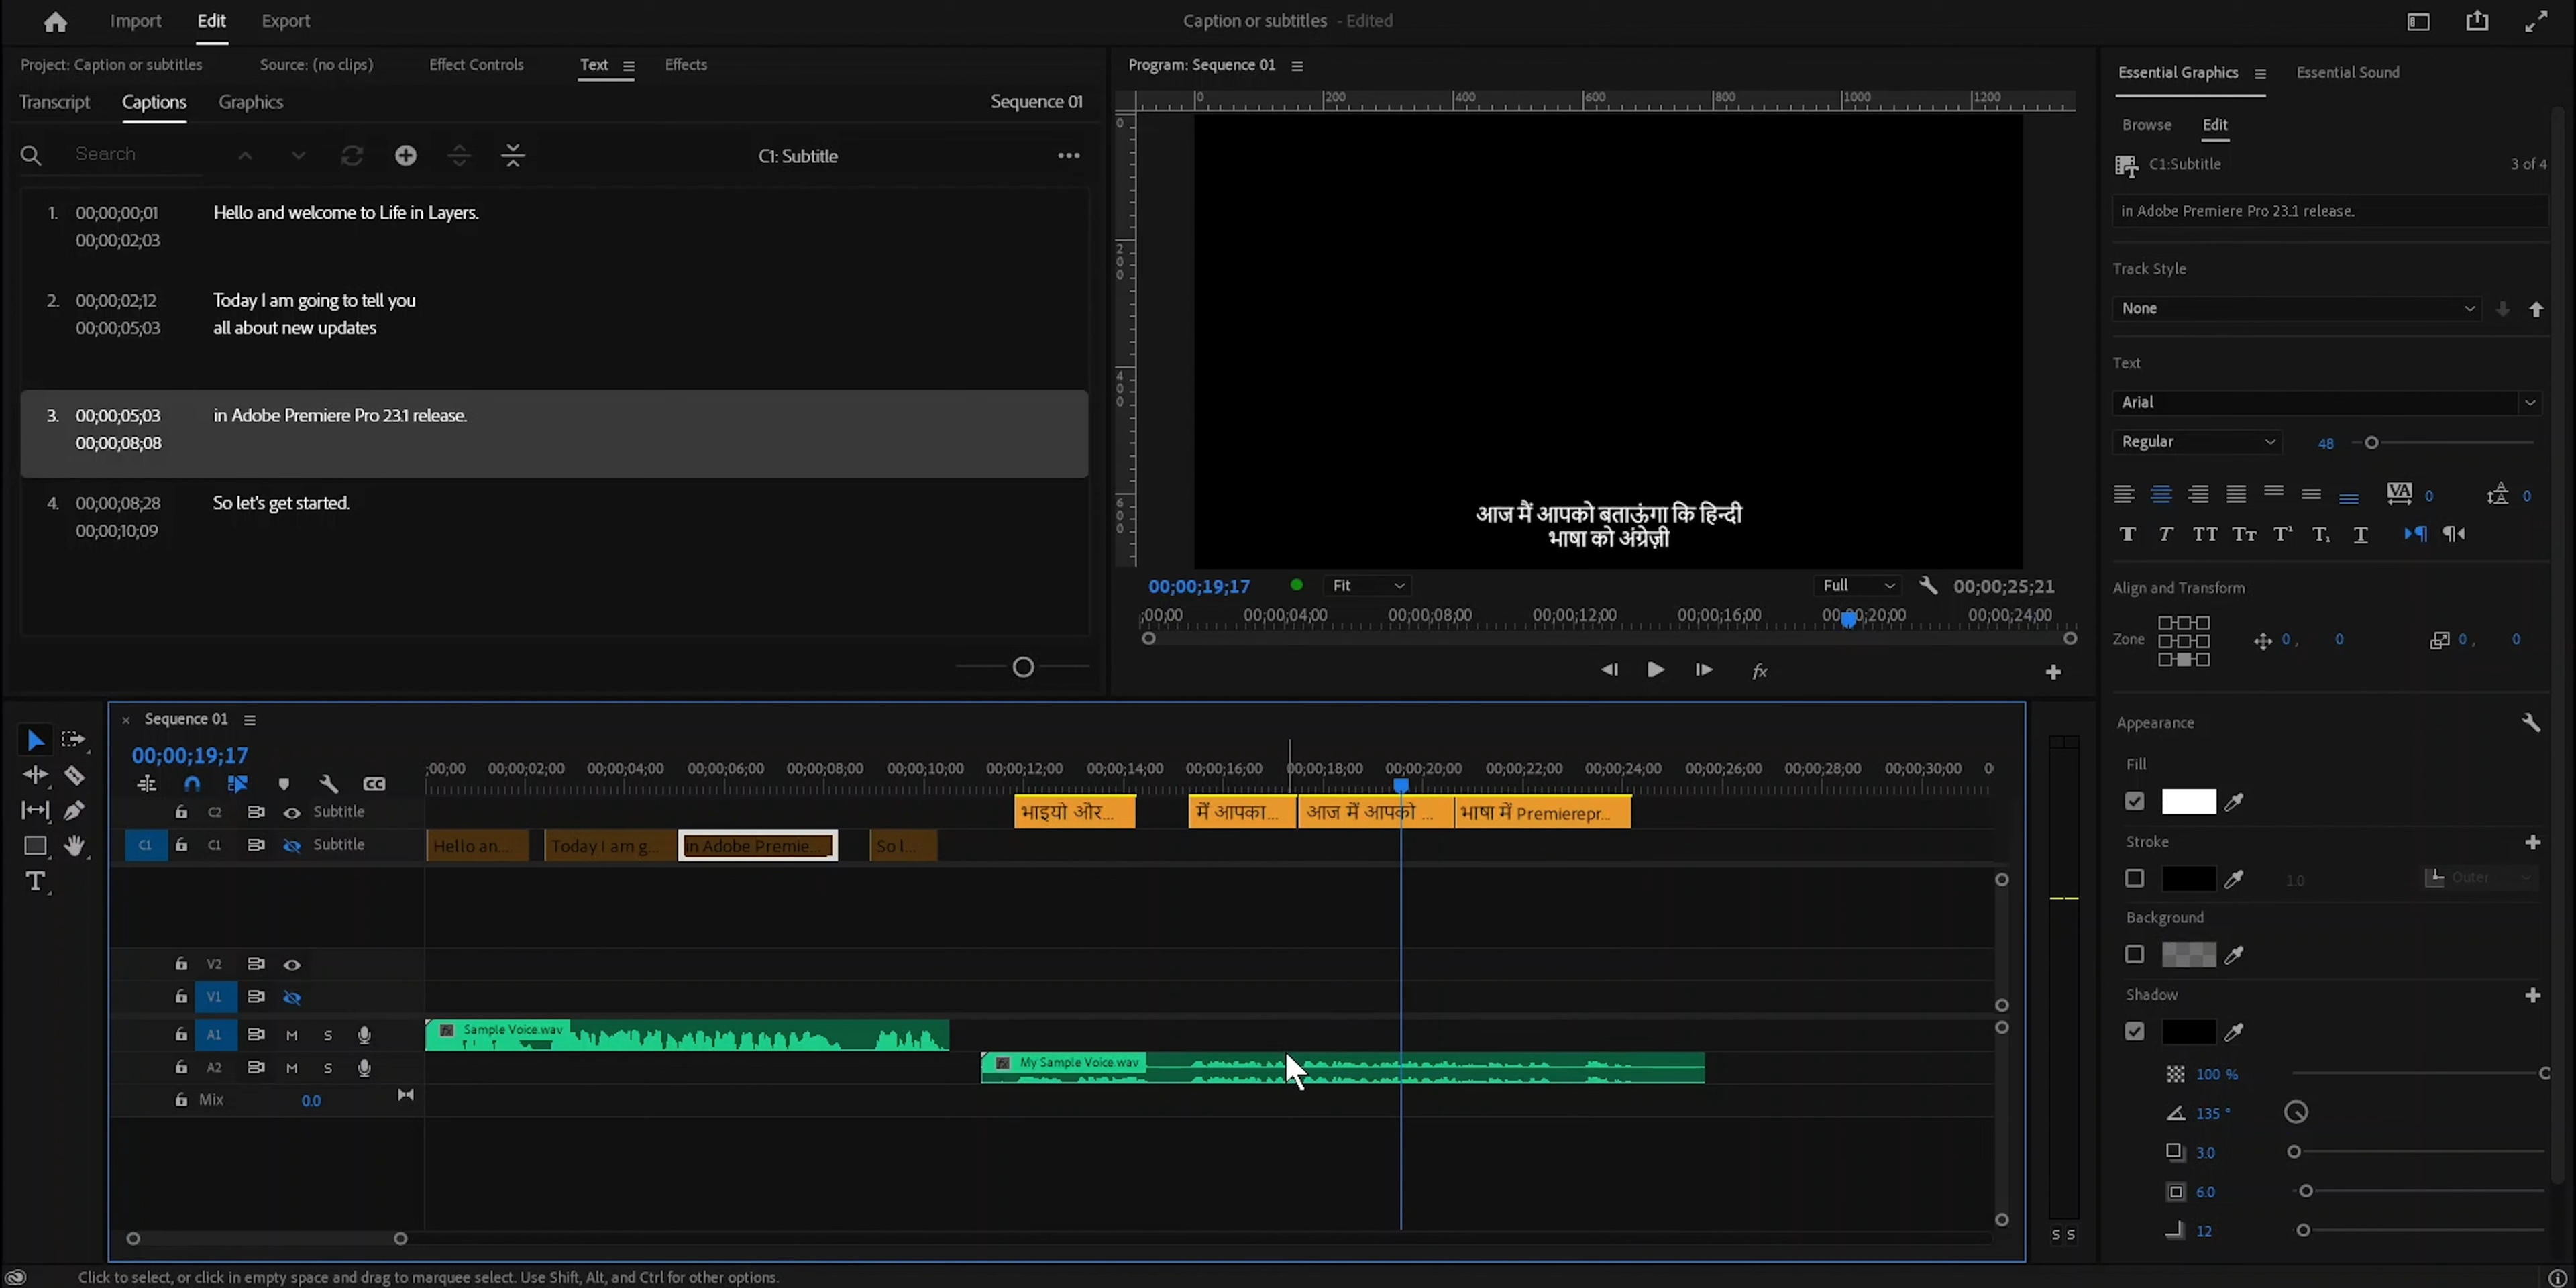 Import Edit Export Caption or subtitles - Edited
Project: Caption or subtitles Source: (no clips) Effect Controls Text Effects
Transcript Captions Graphics Sequence 01
Search C1: Subtitle
1. 00;00;00;01 Hello and welcome to Life in Layers.
00;00;02;03
2. 00;00;02;12 Today I am going to tell you
00;00;05;03 all about new updates
3. 00;00;05;03 in Adobe Premiere Pro 23.1 release.
00;00;08;08
4. 00;00;08;28 So let's get started.
00;00;10;09
Program: Sequence 01
0 200 400 600 800 1000 1200
0
200
400
600
आज मैं आपको बताऊंगा कि हिन्दी
भाषा को अंग्रेज़ी
00;00;19;17 Fit Full 00;00;25;21
;00;00 00;00;04;00 00;00;08;00 00;00;12;00 00;00;16;00 00;00;20;00 00;00;24;00
fx
Essential Graphics Essential Sound
Browse Edit
C1:Subtitle 3 of 4
in Adobe Premiere Pro 23.1 release.
Track Style
None
Text
Arial
Regular 48
VA 0 0
T T TT Tт T¹ T₁ T
Align and Transform
Zone 0 , 0 0 , 0
Appearance
Fill
Stroke
1.0 Outer
Background
Shadow
100 %
135 °
3.0
6.0
12
Sequence 01
00;00;19;17
;00;00 00;00;02;00 00;00;04;00 00;00;06;00 00;00;08;00 00;00;10;00 00;00;12;00 00;00;14;00 00;00;16;00 00;00;18;00 00;00;20;00 00;00;22;00 00;00;24;00 00;00;26;00 00;00;28;00 00;00;30;00 0
CC
C2 Subtitle भाइयो और... में आपका... आज में आपको ... भाषा में Premierepr...
C1 C1 Subtitle Hello an... Today I am g... in Adobe Premie... So l...
V2
V1
A1 M S Sample Voice.wav
A2 M S My Sample Voice.wav
Mix 0.0
T
S S
Click to select, or click in empty space and drag to marquee select. Use Shift, Alt, and Ctrl for other options.